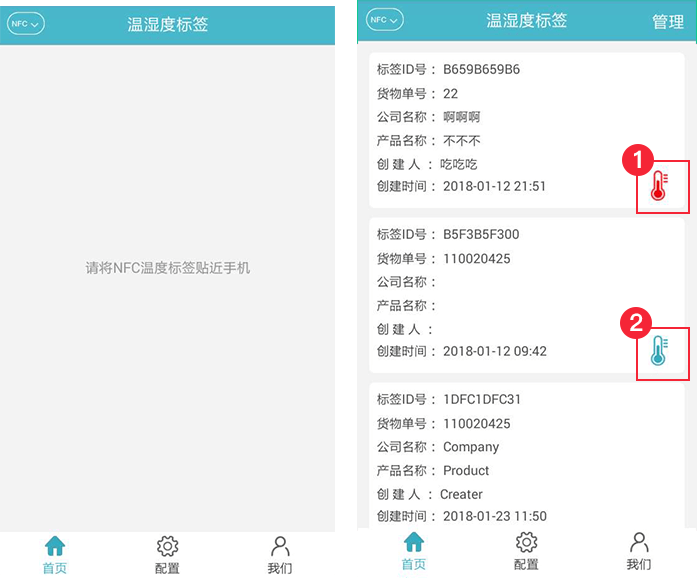 NFC
温湿度标签
请将NFC温度标签贴近手机
首页
配置
我们
NFC
温湿度标签
管理
标签ID号： B659B659B6
货物单号： 22
公司名称： 啊啊啊
产品名称： 不不不
创 建 人 ： 吃吃吃
创建时间： 2018-01-12 21:51
1
标签ID号： B5F3B5F300
货物单号： 110020425
公司名称：
产品名称：
创 建 人 ：
创建时间： 2018-01-12 09:42
2
标签ID号： 1DFC1DFC31
货物单号： 110020425
公司名称： Company
产品名称： Product
创 建 人 ： Creater
创建时间： 2018-01-23 11:50
首页
配置
我们